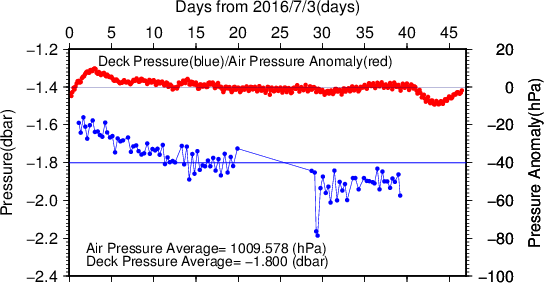 Days from 2016/7/3(days)
0 5 10 15 20 25 30 35 40 45
Deck Pressure(blue)/Air Pressure Anomaly(red)
Pressure(dbar)
−1.2
−1.4
−1.6
−1.8
−2.0
−2.2
−2.4
20
0
−20
−40
−60
−80
−100
Pressure Anomaly(hPa)
Air Pressure Average= 1009.578 (hPa)
Deck Pressure Average= −1.800 (dbar)